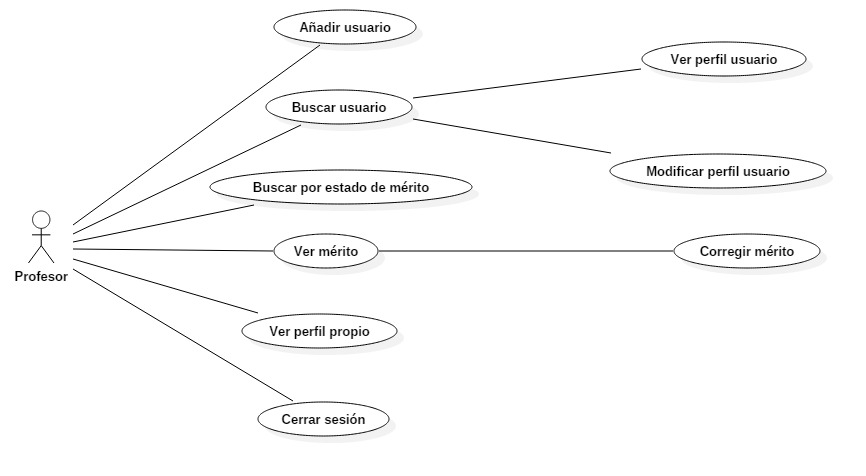 Añadir usuario
Ver perfil usuario
Buscar usuario
Modificar perfil usuario
Buscar por estado de mérito
Ver mérito
Corregir mérito
Profesor
Ver perfil propio
Cerrar sesión